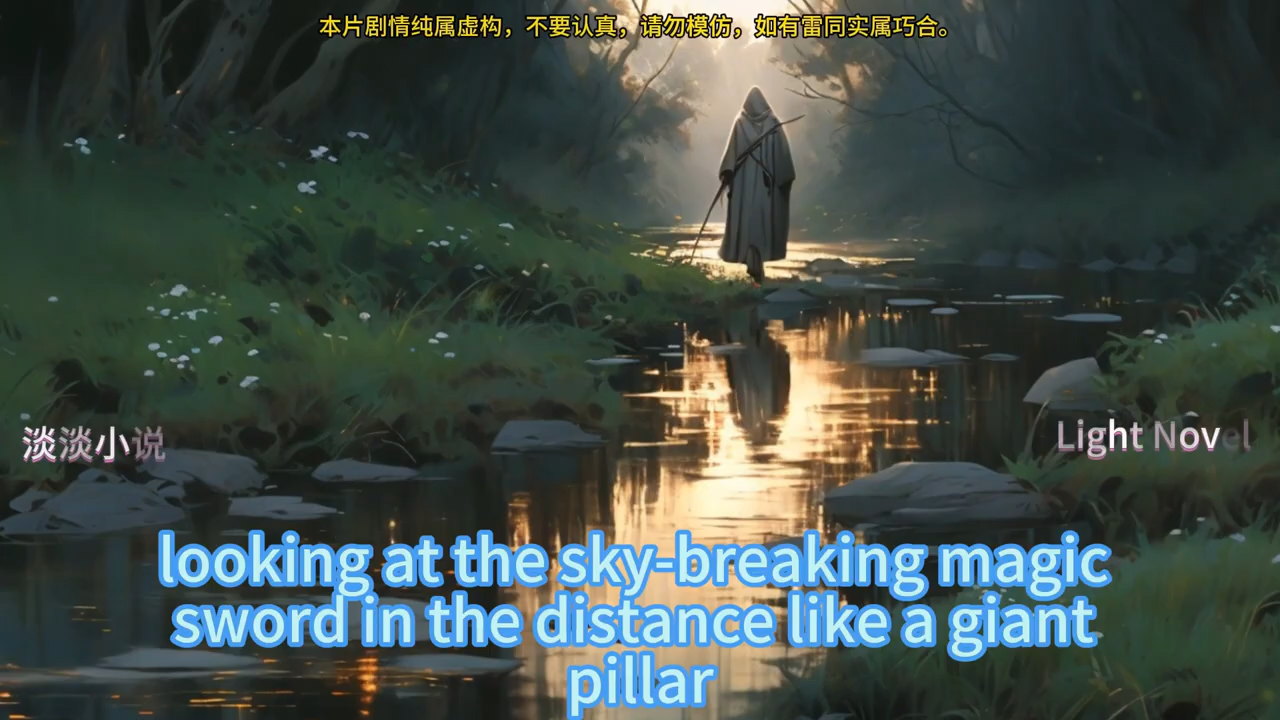 本片剧情纯属虚构，不要认真，请勿模仿，如有雷同实属巧合。
淡淡小说
Light Novel
looking at the sky-breaking magic
sword in the distance like a giant
pillar